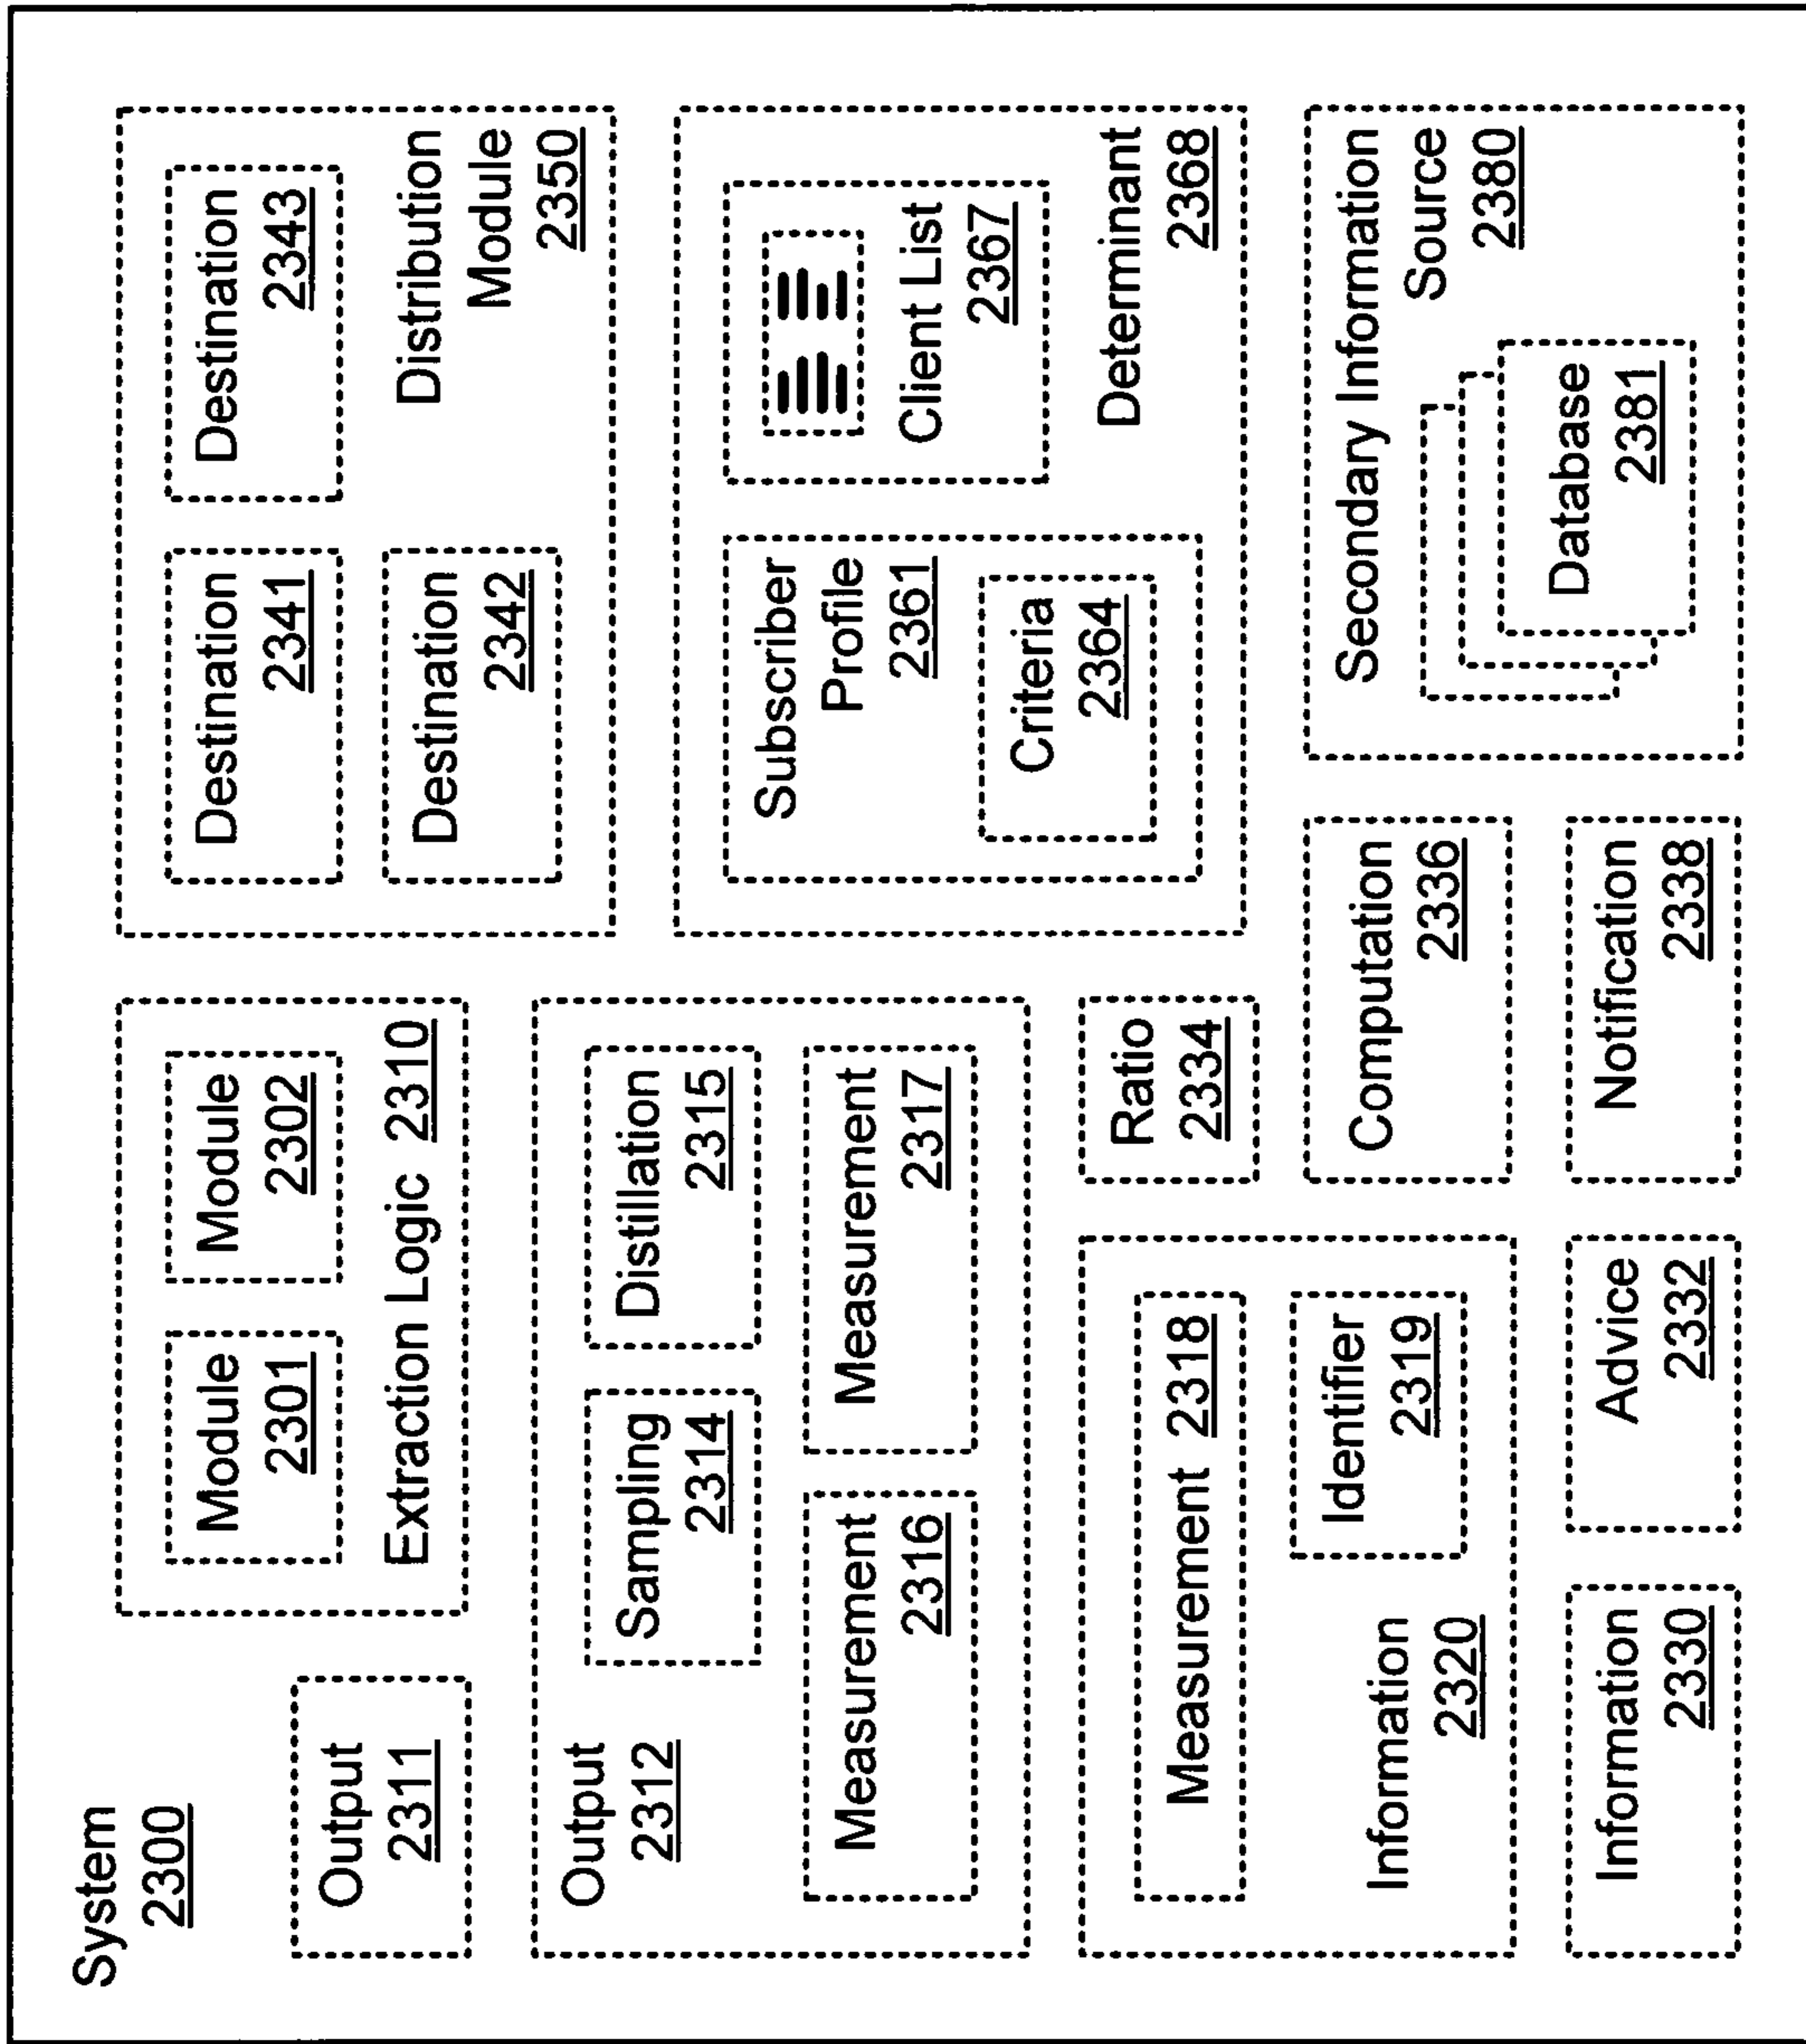 System
2300
Output
2311
Module
2301
Module
2302
Extraction Logic 2310
Output
2312
Sampling
2314
Distillation
2315
Measurement
2316
Measurement
2317
Measurement 2318
Identifier
2319
Information
2320
Ratio
2334
Information
2330
Advice
2332
Computation
2336
Notification
2338
Destination
2341
Destination
2343
Destination
2342
Distribution
Module
2350
Subscriber
Profile
2361
Criteria
2364
Client List
2367
Determinant
2368
Secondary Information
Source
2380
Database
2381